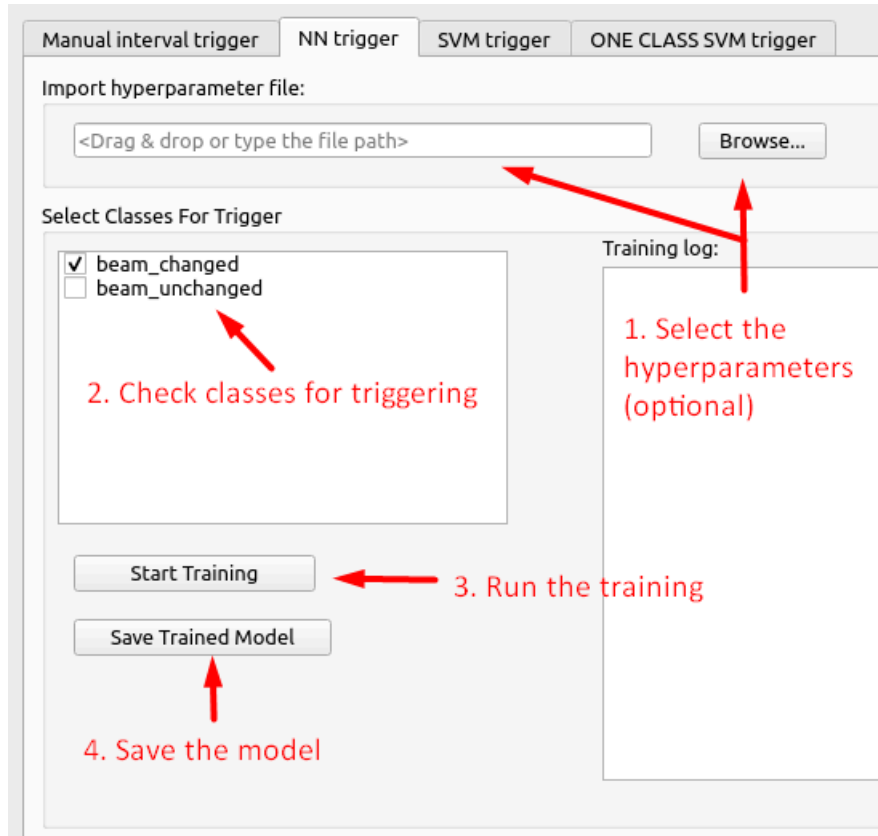 Manual interval trigger NN trigger SVM trigger ONE CLASS SVM trigger
Import hyperparameter file:
<Drag & drop or type the file path> Browse...
Select Classes For Trigger
Training log:
beam_changed
beam_unchanged
1. Select the
hyperparameters
(optional)
2. Check classes for triggering
Start Training
3. Run the training
Save Trained Model
4. Save the model